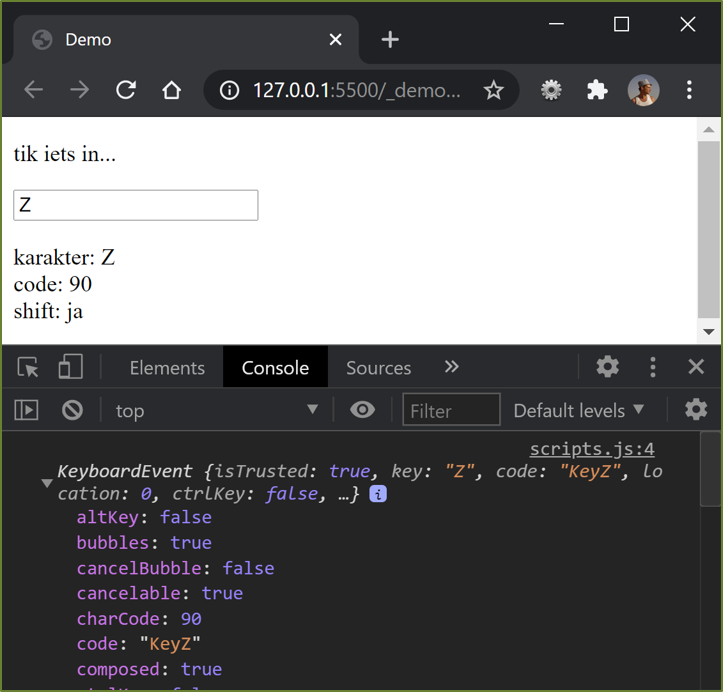 Demo
127.0.0.1:5500/_demo...
tik iets in...
Z
karakter: Z
code: 90
shift: ja
Elements Console Sources
top Filter Default levels
scripts.js:4
KeyboardEvent {isTrusted: true, key: "Z", code: "KeyZ", lo
cation: 0, ctrlKey: false, …} i
altKey: false
bubbles: true
cancelBubble: false
cancelable: true
charCode: 90
code: "KeyZ"
composed: true